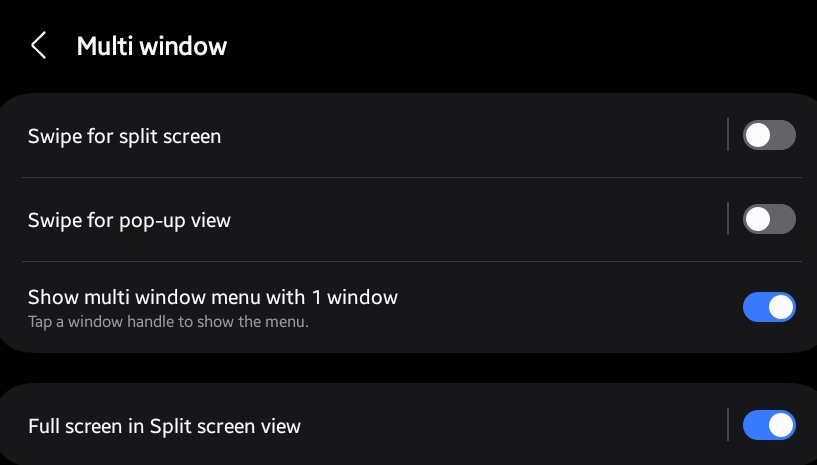 Multi window
Swipe for split screen
Swipe for pop-up view
Show multi window menu with 1 window
Tap a window handle to show the menu.
Full screen in Split screen view